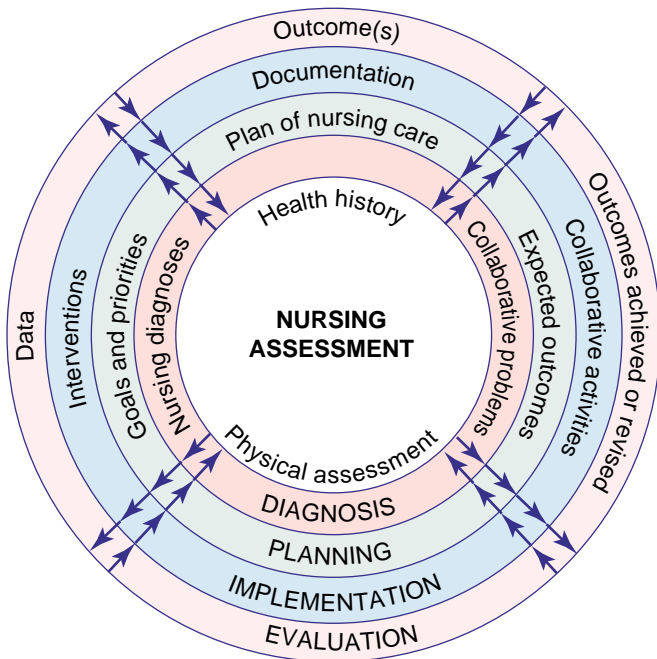 Outcome(s)
Documentation
Plan of nursing care
Health history
Data
Interventions
Goals and priorities
Nursing diagnoses
NURSING
ASSESSMENT
Collaborative problems
Expected outcomes
Collaborative activities
Outcomes achieved or revised
Physical assessment
DIAGNOSIS
PLANNING
IMPLEMENTATION
EVALUATION